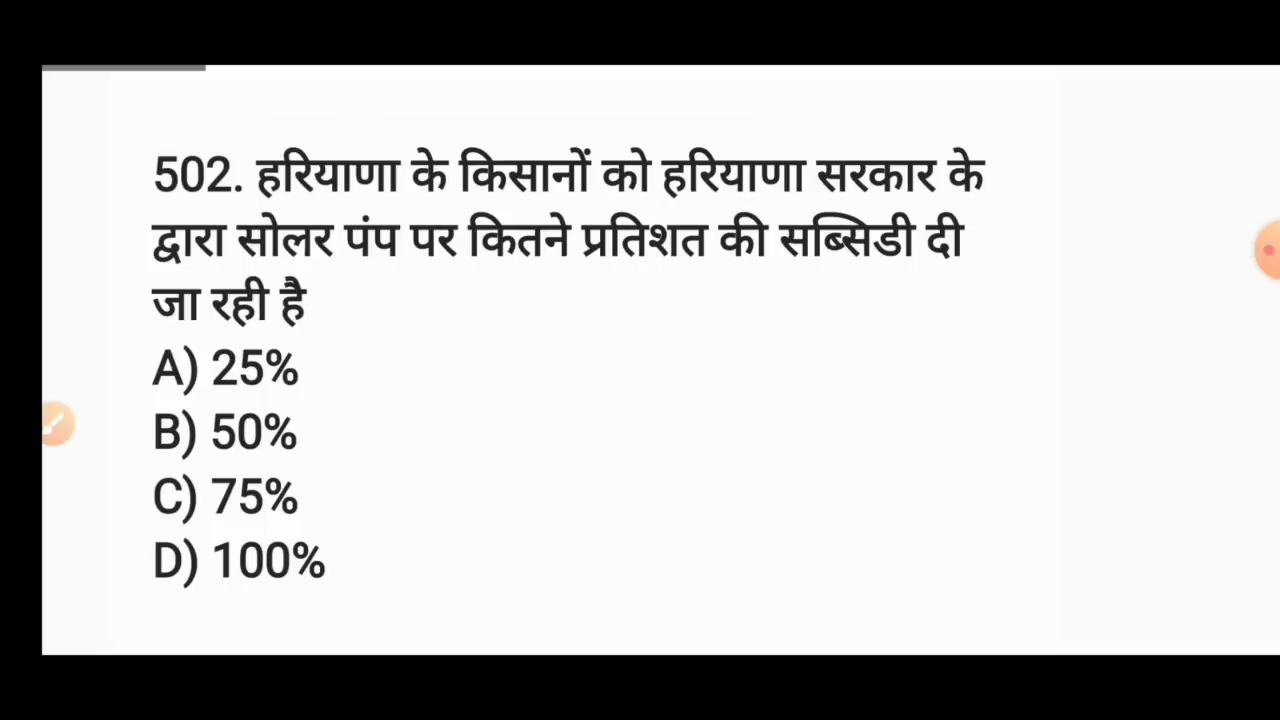 502. हरियाणा के किसानों को हरियाणा सरकार के
द्वारा सोलर पंप पर कितने प्रतिशत की सब्सिडी दी
जा रही है
A) 25%
B) 50%
C) 75%
D) 100%